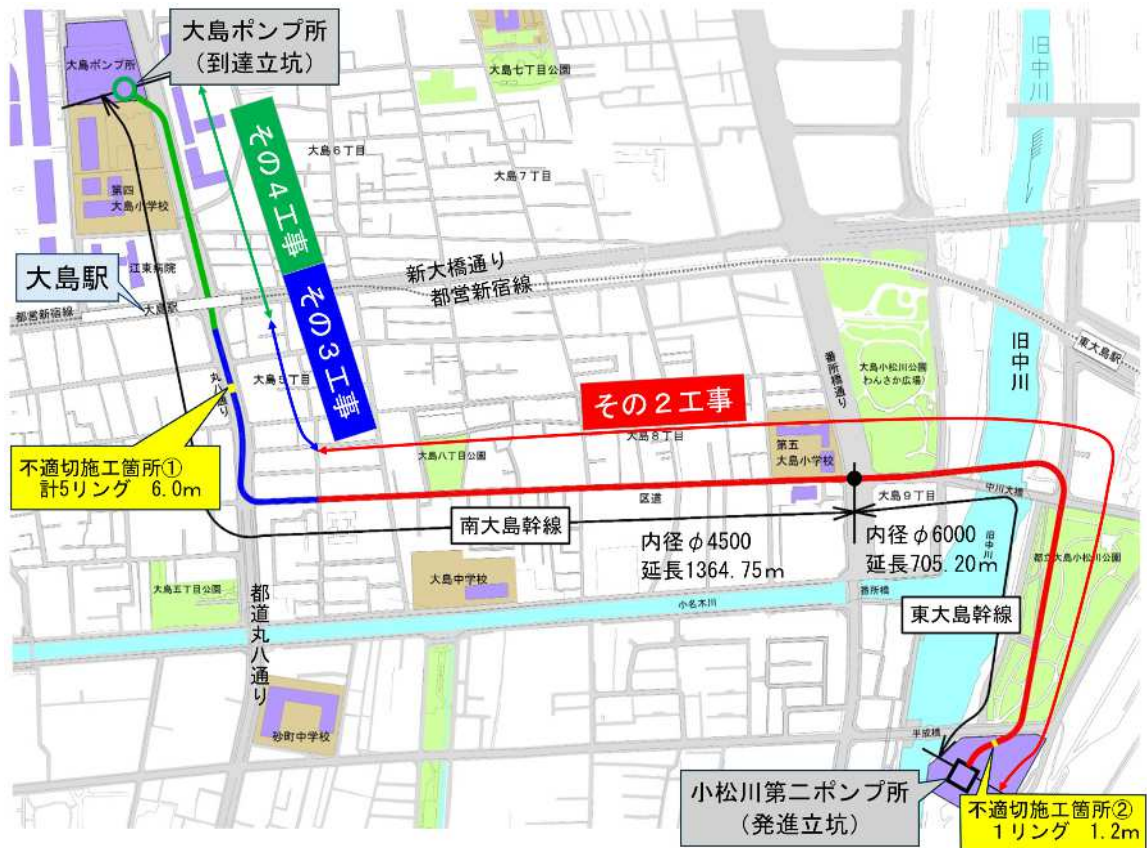 大島ポンプ所
（到達立坑）
大島ポンプ所
大島七丁目公園
旧中川
その4工事
大島6丁目
大島7丁目
第四
大島小学校
江東病院
大島駅
新大橋通り
都営新宿線
その3工事
都営新宿線
大島駅
旧中川
東大島駅
番所橋通り
大島小松川公園
わんさか広場）
丸八通り
大島5丁目
その２工事
不適切施工箇所①
計5リング　6.0m
大島8丁目
大島八丁目公園
第五
大島小学校
区道
大島9丁目
中川大橋
南大島幹線
内径φ4500
延長1364.75m
内径φ6000
延長705.20m
旧中川
都立大島小松川公園
大島五丁目公園
大島中学校
都道丸八通り
小名木川
番所橋
東大島幹線
砂町中学校
平成橋
小松川第二ポンプ所
（発進立坑）
不適切施工箇所②
1リング　1.2m